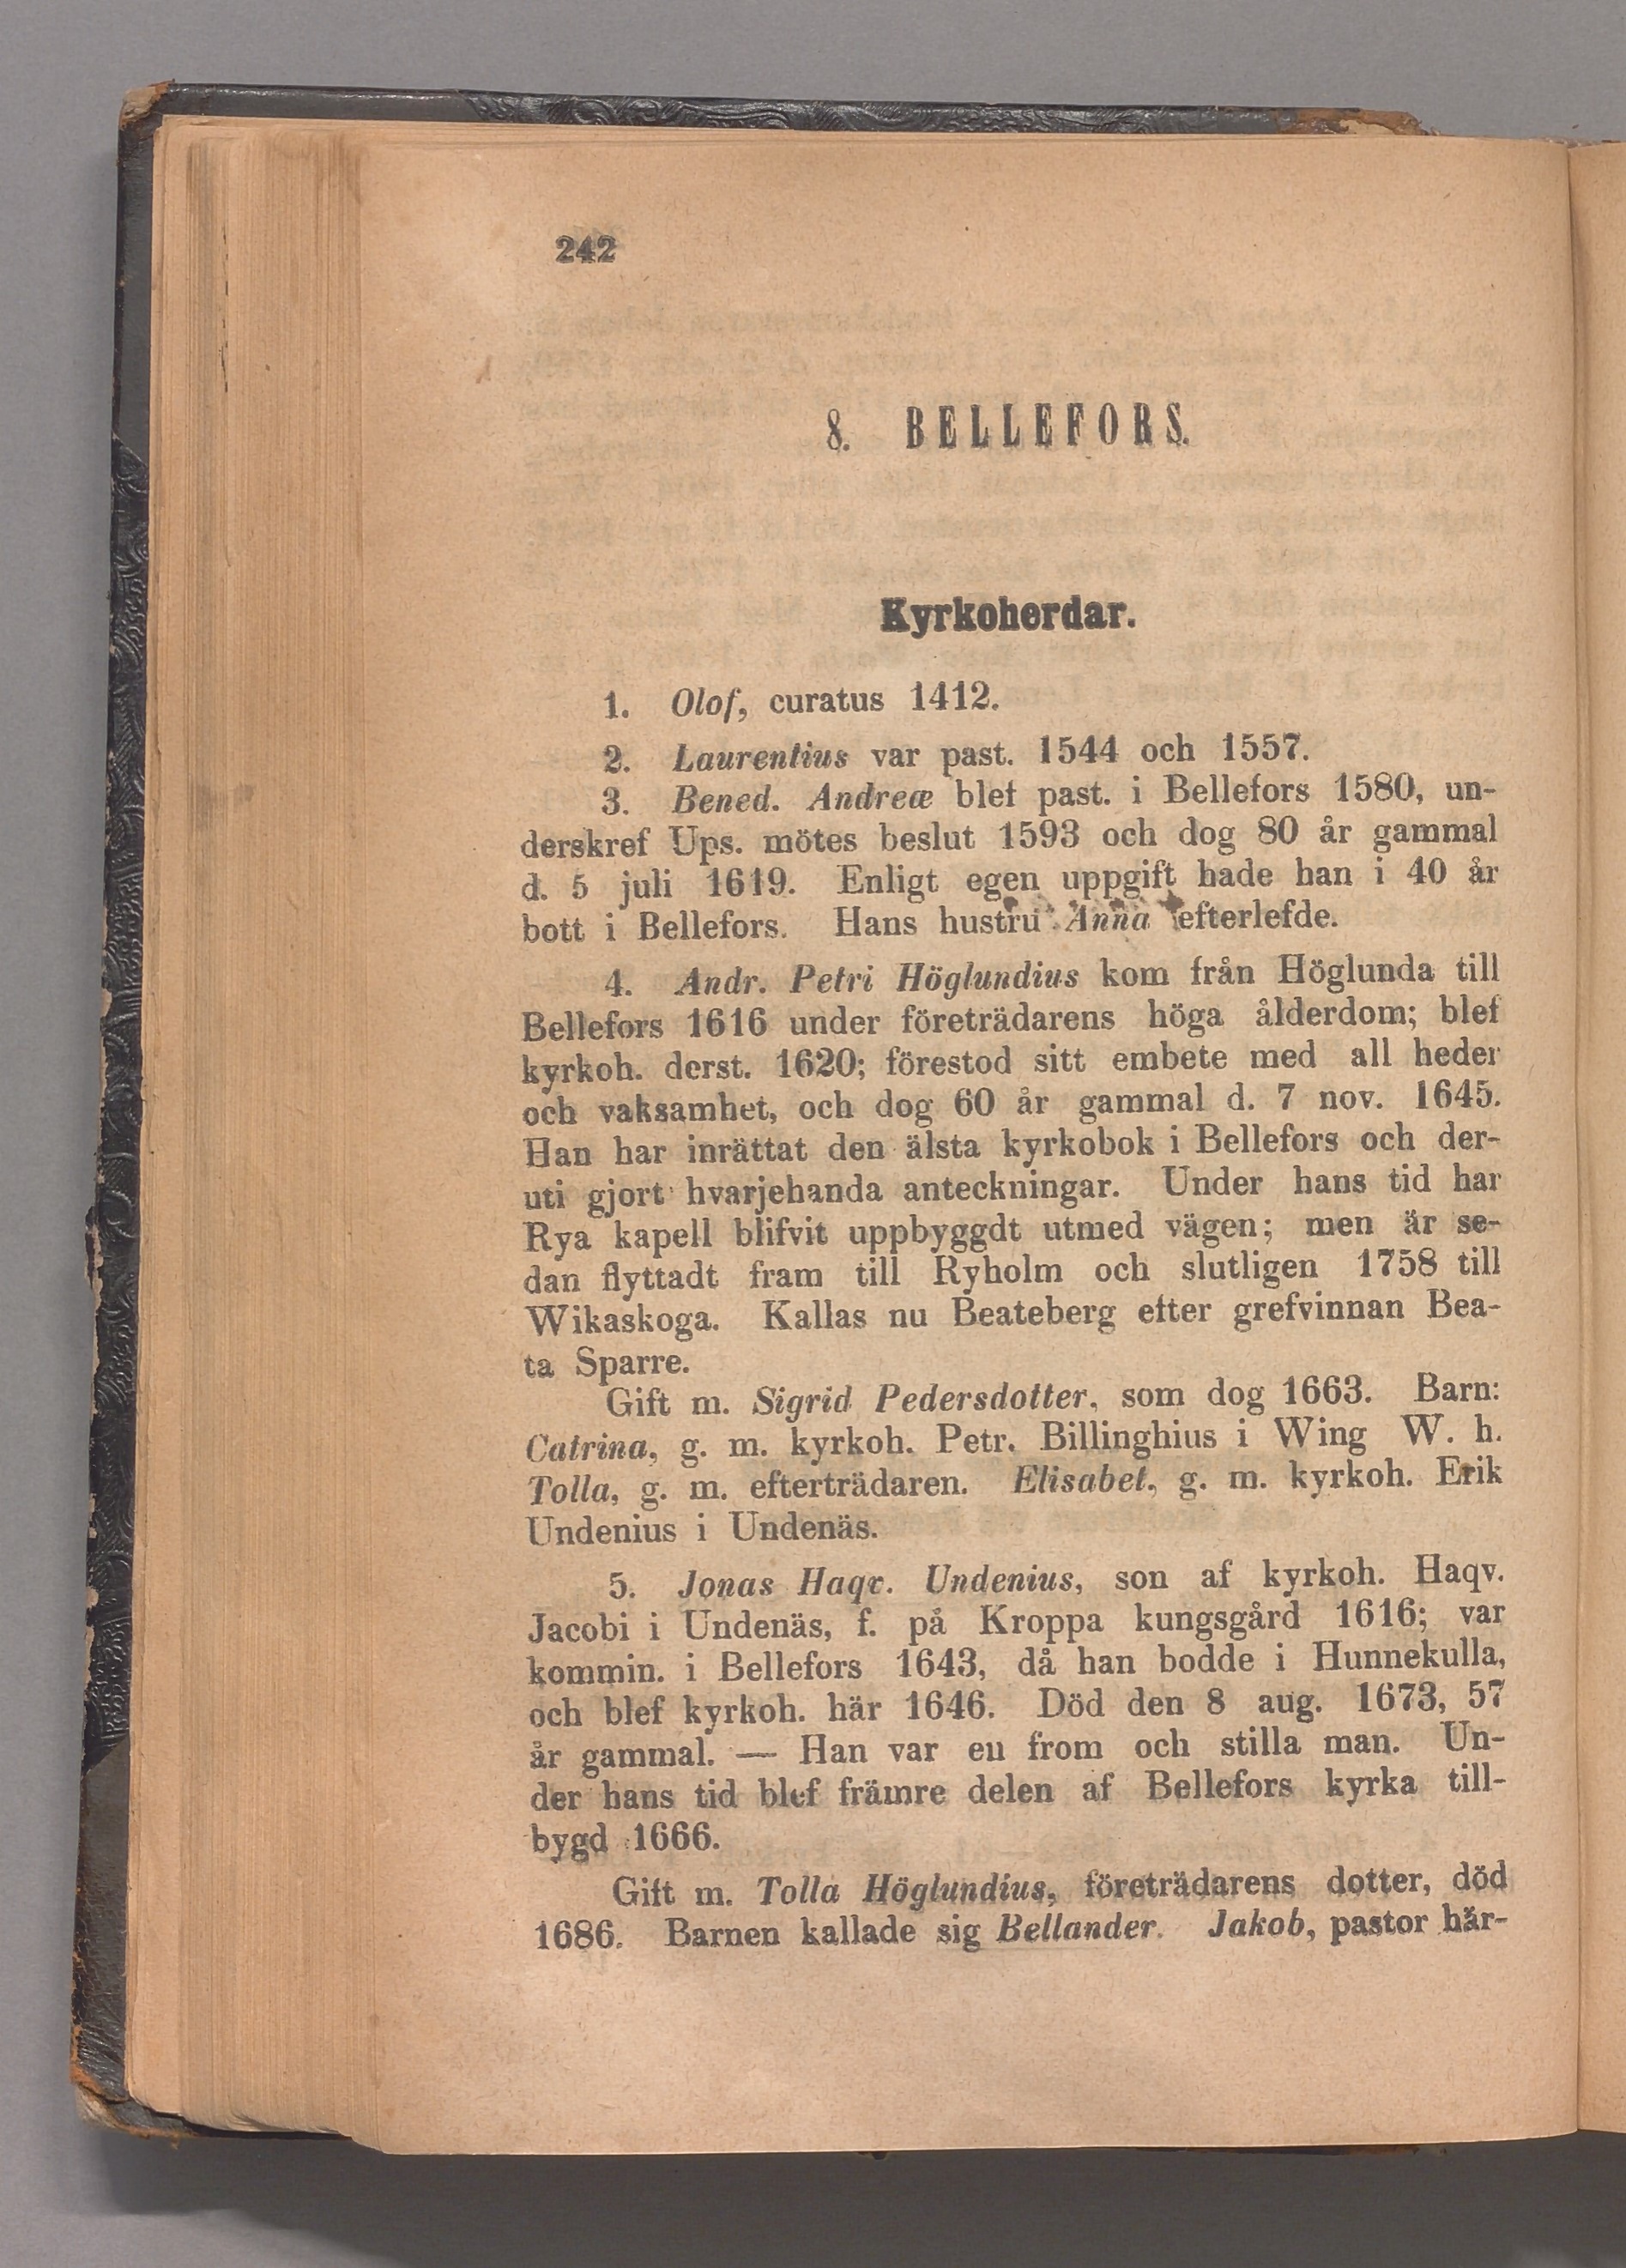 242
8. BELLEFORS.
Kyrkoherdar.
1. Olof, curatus 1412.
2. Laurentius var past. 1544 och 1557.
3. Bened. Andreæ blef past. i Bellefors 1580, un-
derskref Ups. mötes beslut 1593 och dog 80 år gammal
d. 5 juli 1619. Enligt egen uppgift hade han i 40 år
bott i Bellefors. Hans hustru Anna efterlefde.
4. Andr. Petri Höglundius kom från Höglunda till
Bellefors 1616 under företrädarens höga ålderdom; blef
kyrkoh. derst. 1620; förestod sitt embete med all heder
och vaksamhet, och dog 60 år gammal d. 7 nov. 1645.
Han har inrättat den älsta kyrkobok i Bellefors och der-
uti gjort hvarjehanda anteckningar. Under hans tid har
Rya kapell blifvit uppbyggdt utmed vägen; men är se-
dan flyttadt fram till Ryholm och slutligen 1758 till
Wikaskoga. Kallas nu Beateberg efter grefvinnan Bea-
ta Sparre.
Gift m. Sigrid Pedersdotter, som dog 1663. Barn:
Catrina, g. m. kyrkoh. Petr. Billinghius i Wing W. h.
Tolla, g. m. efterträdaren. Elisabet, g. m. kyrkoh. Erik
Undenius i Undenäs.
5. Jonas Haqv. Undenius, son af kyrkoh. Haqv.
Jacobi i Undenäs, f. på Kroppa kungsgård 1616; var
kommin. i Bellefors 1643, då han bodde i Hunnekulla,
och blef kyrkoh. här 1646. Död den 8 aug. 1673, 57
år gammal. — Han var en from och stilla man. Un-
der hans tid blef främre delen af Bellefors kyrka till-
bygd 1666.
Gift m. Tolla Höglundius, företrädarens dotter, död
1686. Barnen kallade sig Bellander. Jakob, pastor här-